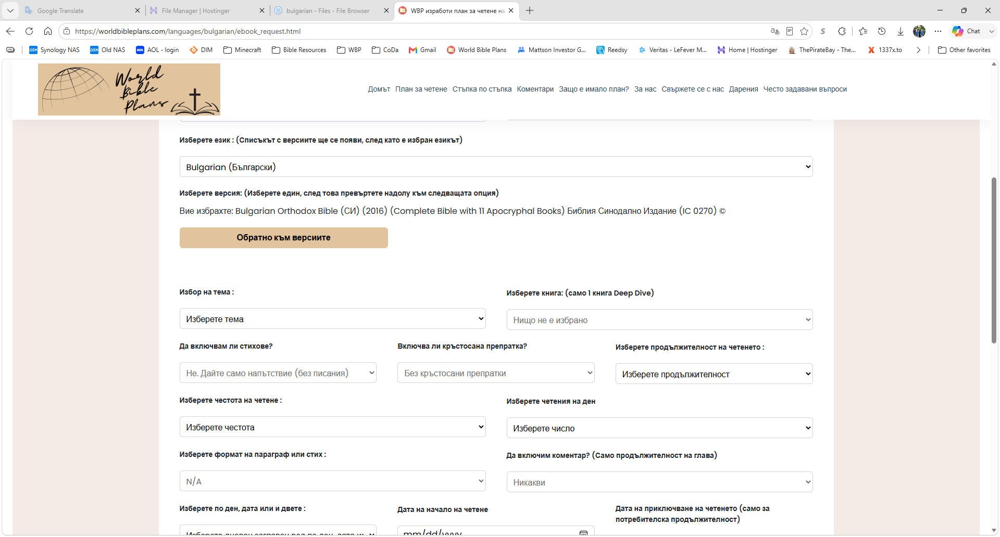 Google Translate
File Manager | Hostinger
bulgarian - Files - File Browser
WBP изработи план за четене на
https://worldbibleplans.com/languages/bulgarian/ebook_request.html
Chat
Synology NAS
Old NAS
AOL - login
DIM
Minecraft
Bible Resources
WBP
CoDa
Gmail
World Bible Plans
Mattson Investor G...
Reedsy
Veritas - LeFever M...
Home | Hostinger
ThePirateBay - The...
1337x.to
Other favorites
World
Bible
Plans
Домът План за четене Стъпка по стъпка Коментари Защо е имало план? За нас Свържете се с нас Дарения Често задавани въпроси
Изберете език : (Списъкът с версиите ще се появи, след като е избран езикът)
Bulgarian (Български)
Изберете версия: (Изберете един, след това превъртете надолу към следващата опция)
Вие избрахте: Bulgarian Orthodox Bible (СИ) (2016) (Complete Bible with 11 Apocryphal Books) Библия Синодално Издание (IC 0270) ©
Обратно към версиите
Избор на тема :
Изберете книга: (само 1 книга Deep Dive)
Изберете тема
Нищо не е избрано
Да включвам ли стихове?
Включва ли кръстосана препратка?
Изберете продължителност на четенето :
Не. Дайте само напътствие (без писания)
Без кръстосани препратки
Изберете продължителност
Изберете честота на четене :
Изберете четения на ден
Изберете честота
Изберете число
Изберете формат на параграф или стих :
Да включим коментар? (Само продължителност на глава)
N/A
Никакви
Изберете по ден, дата или и двете :
Дата на начало на четене
Дата на приключване на четенето (само за
потребителска продължителност)
mm/dd/yyyy